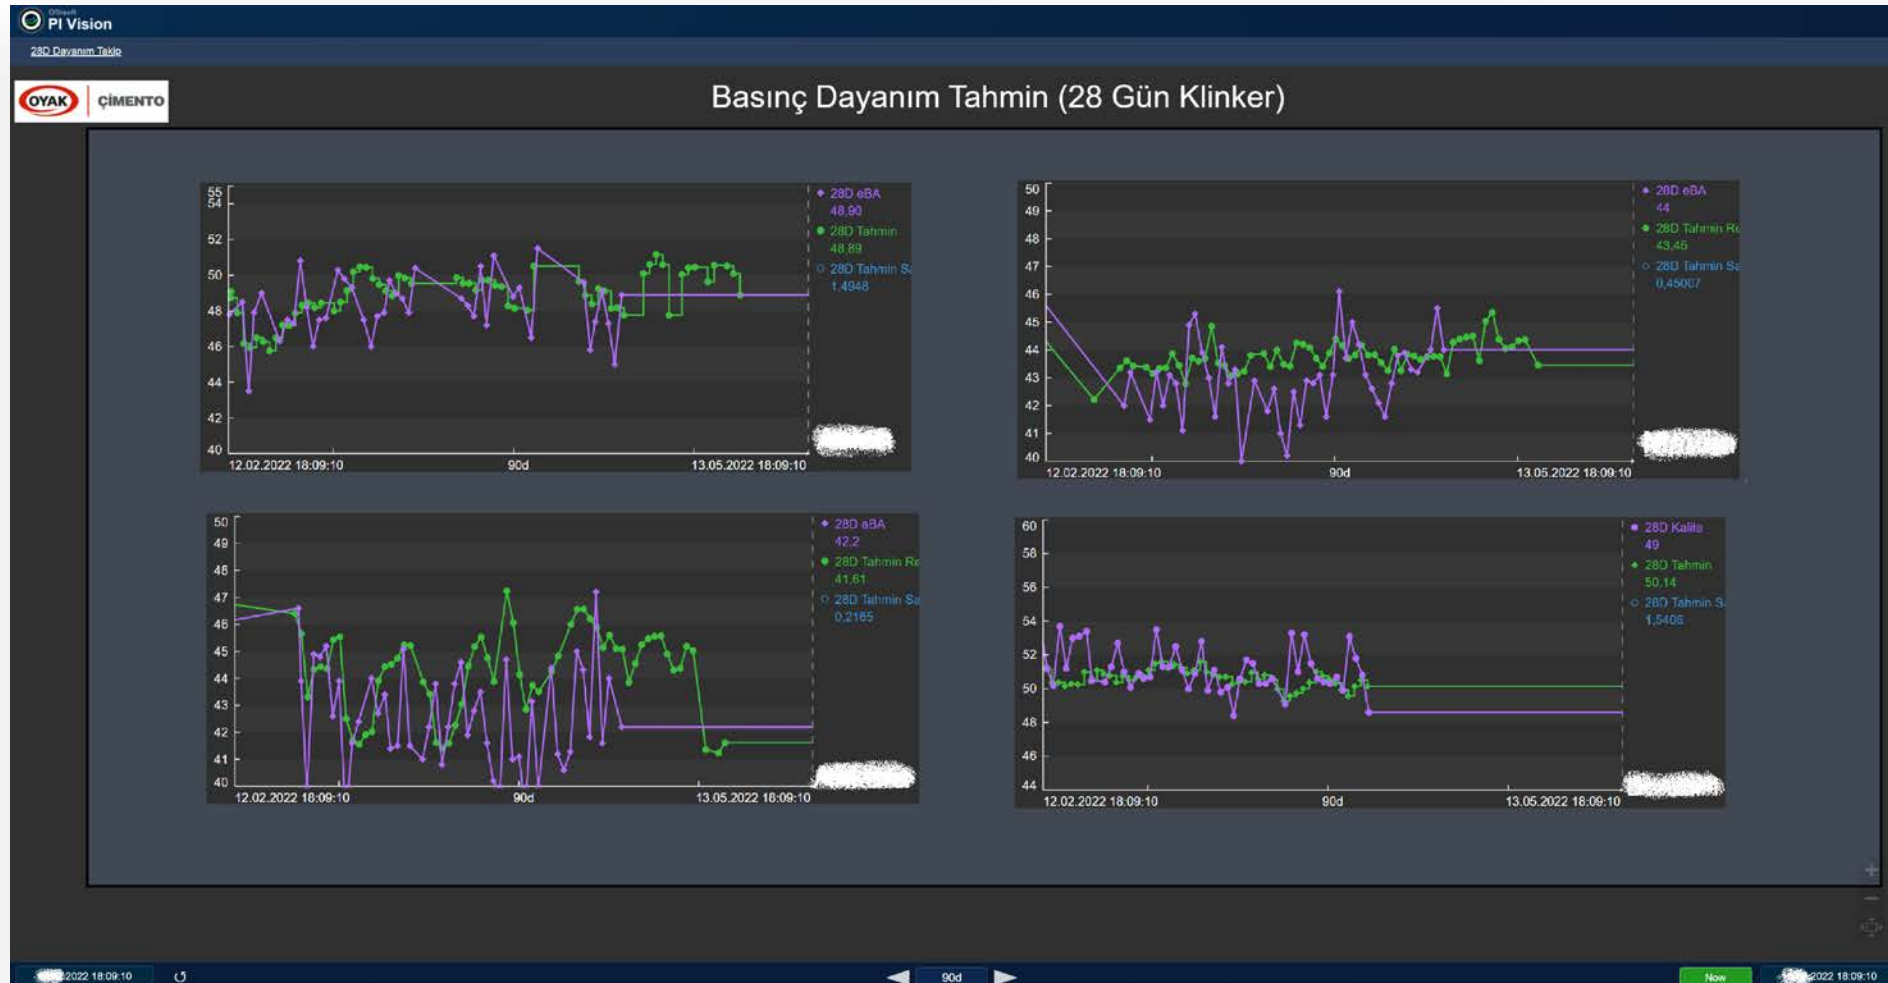 OSIsoft
PI Vision
28D Dayanım Takip
OYAK ÇİMENTO
Basınç Dayanım Tahmin (28 Gün Klinker)
55
54
52
50
48
46
44
42
40
12.02.2022 18:09:10 90d 13.05.2022 18:09:10
28D eBA
48,90
28D Tahmin
48,89
28D Tahmin Sa
1,4948
50
49
48
47
46
45
44
43
42
41
40
12.02.2022 18:09:10 90d 13.05.2022 18:09:10
28D eBA
44
28D Tahmin Re
43,45
28D Tahmin Sa
0,45007
50
49
48
47
46
45
44
43
42
41
40
12.02.2022 18:09:10 90d 13.05.2022 18:09:10
28D eBA
42,2
28D Tahmin Re
41,61
28D Tahmin Sa
0,2165
60
58
56
54
52
50
48
46
44
12.02.2022 18:09:10 90d 13.05.2022 18:09:10
28D Kalite
49
28D Tahmin
50,14
28D Tahmin S
1,5406
2022 18:09:10 90d Now 2022 18:09:10